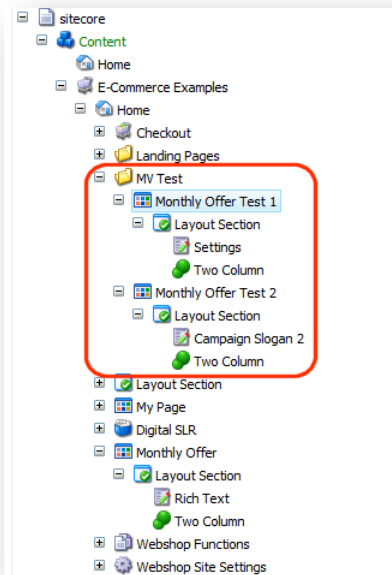 sitecore
Content
Home
E-Commerce Examples
Home
Checkout
Landing Pages
MV Test
Monthly Offer Test 1
Layout Section
Settings
Two Column
Monthly Offer Test 2
Layout Section
Campaign Slogan 2
Two Column
Layout Section
My Page
Digital SLR
Monthly Offer
Layout Section
Rich Text
Two Column
Webshop Functions
Webshop Site Settings